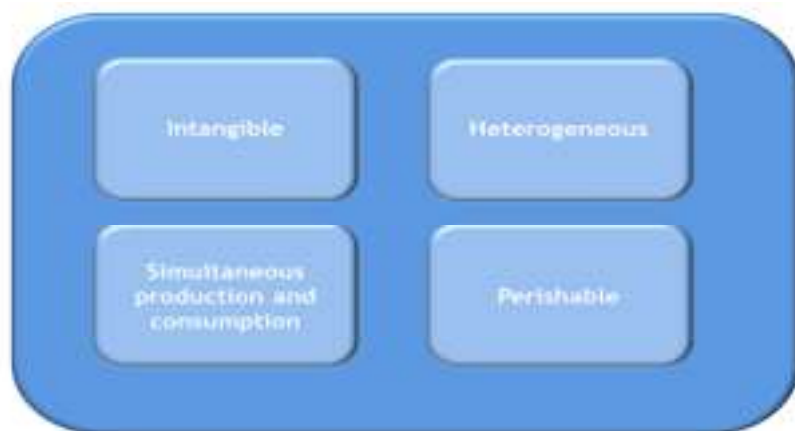 Intangible
Heterogeneous
Simultaneous
production and
consumption
Perishable